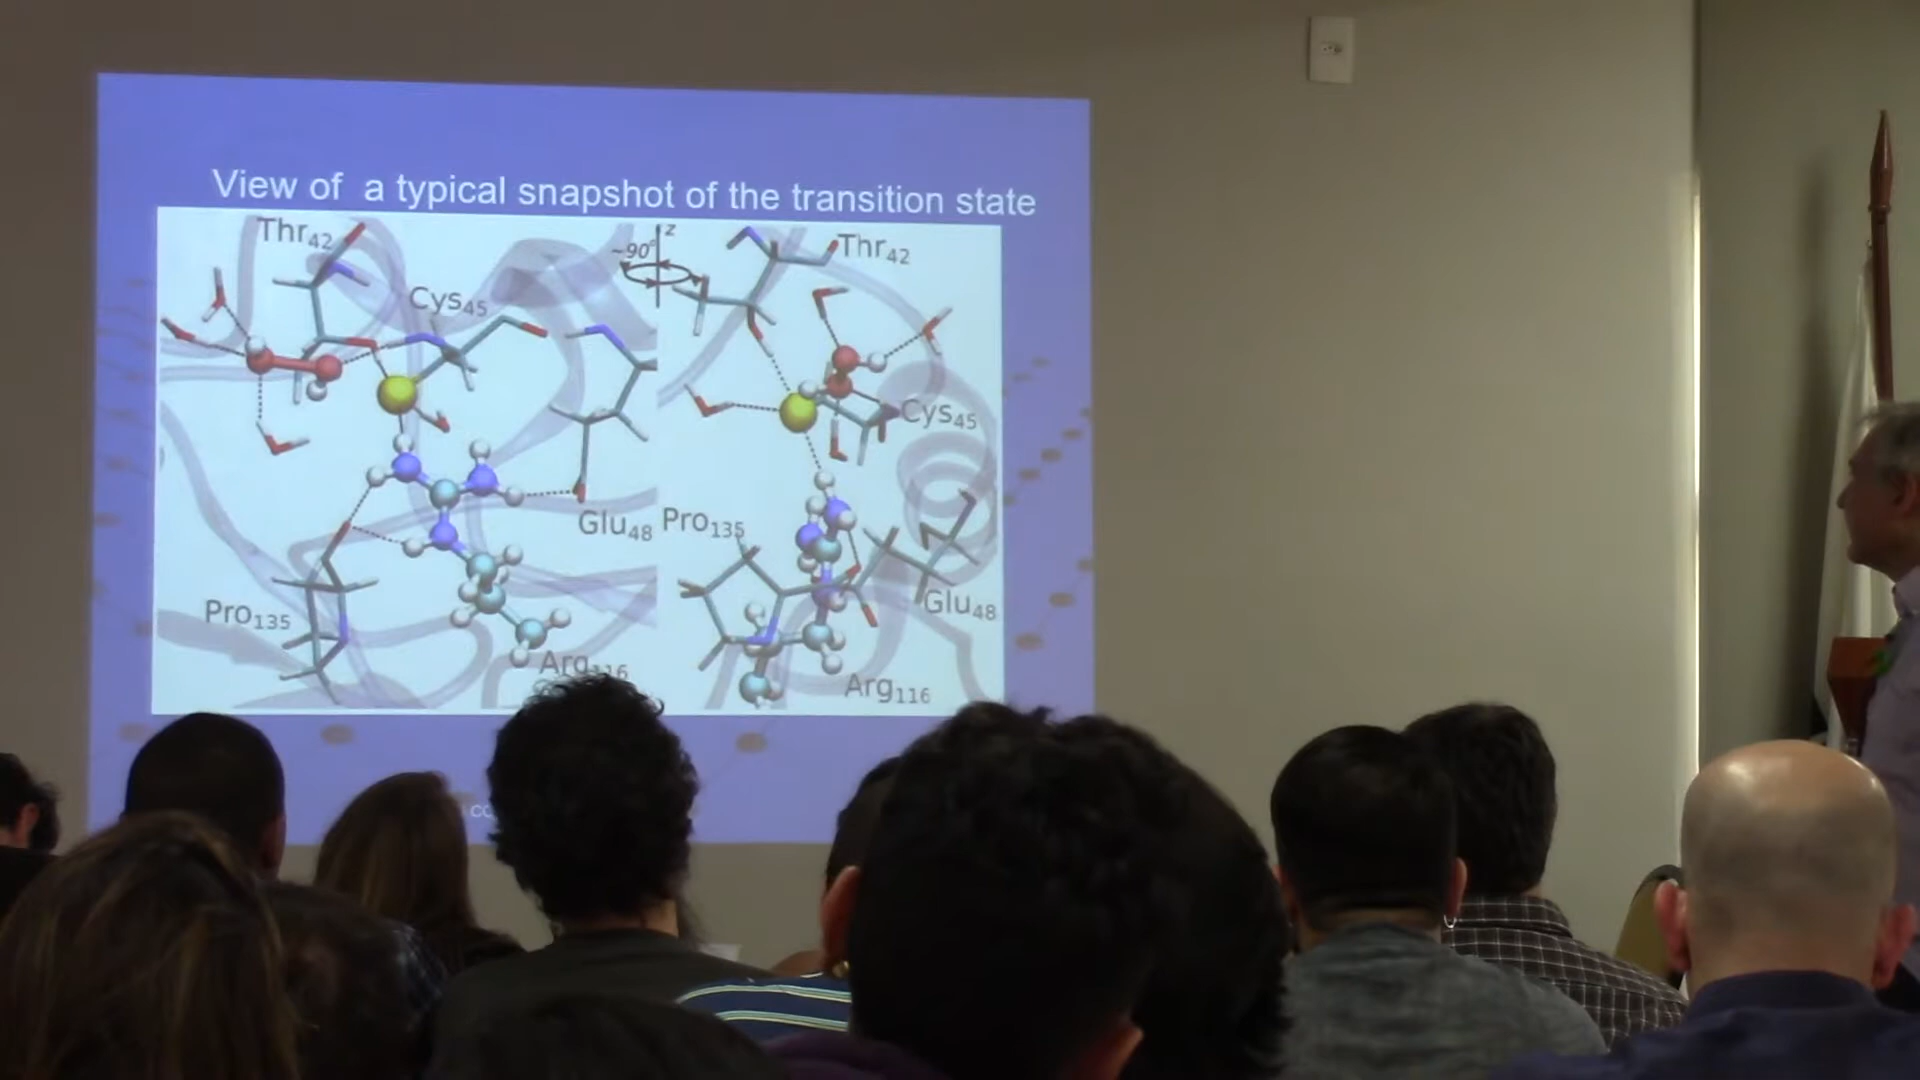 View of a typical snapshot of the transition state
Thr42
Cys45
Glu48
Pro135
Arg116
~90°
z
Thr42
Cys45
Pro135
Glu48
Arg116